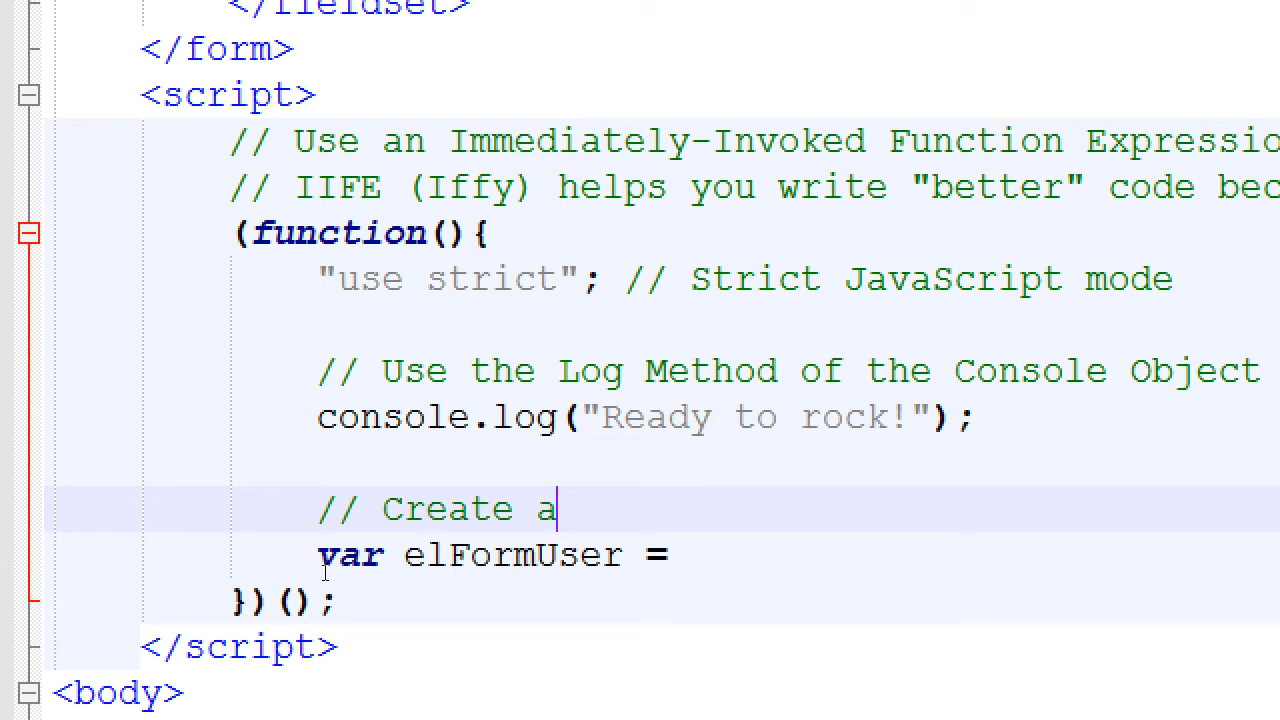 </fieldset>
</form>
<script>
// Use an Immediately-Invoked Function Expressio
// IIFE (Iffy) helps you write "better" code bec
(function(){
"use strict"; // Strict JavaScript mode
// Use the Log Method of the Console Object
console.log("Ready to rock!");
// Create a
var elFormUser =
})();
</script>
<body>